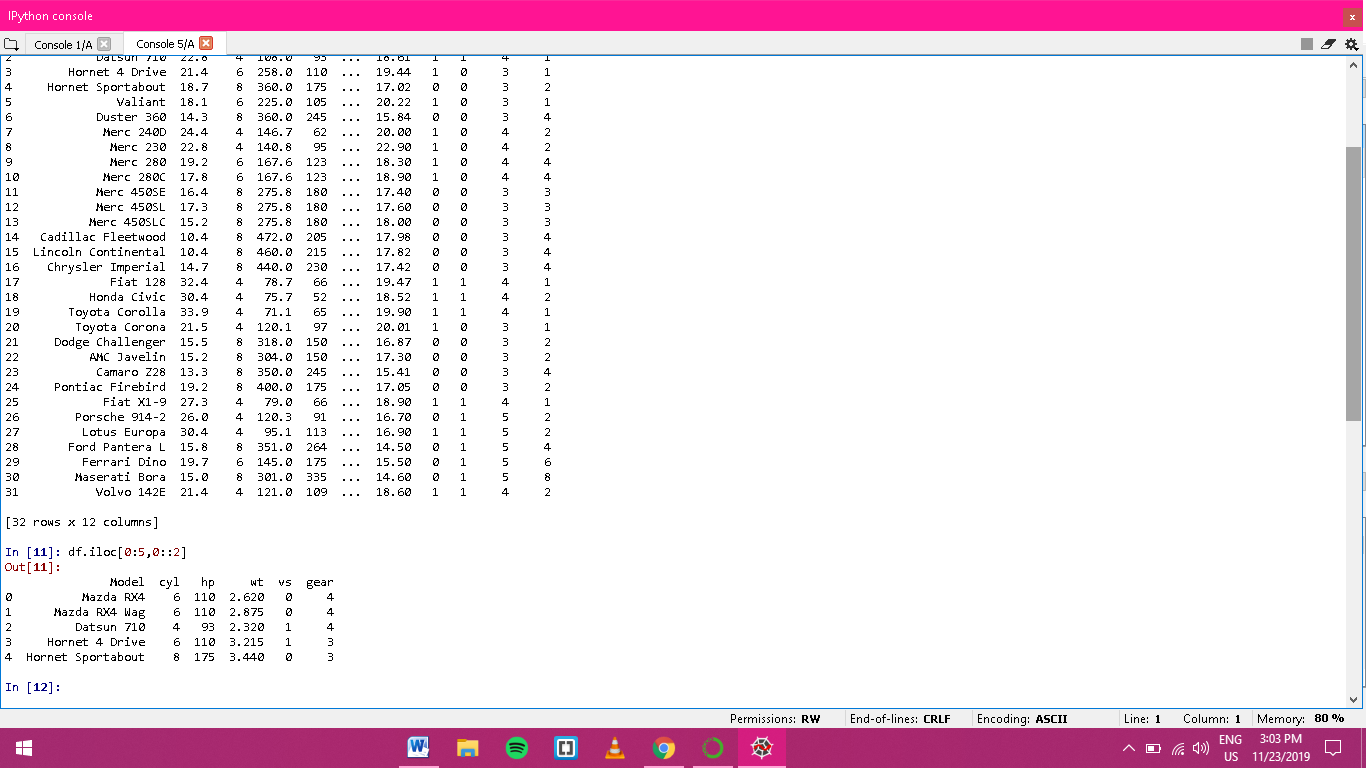 IPython console
Console 1/A
Console 5/A
2 Datsun 710 22.8 4 108.0 93 ... 18.61 1 1 4 1
3 Hornet 4 Drive 21.4 6 258.0 110 ... 19.44 1 0 3 1
4 Hornet Sportabout 18.7 8 360.0 175 ... 17.02 0 0 3 2
5 Valiant 18.1 6 225.0 105 ... 20.22 1 0 3 1
6 Duster 360 14.3 8 360.0 245 ... 15.84 0 0 3 4
7 Merc 240D 24.4 4 146.7 62 ... 20.00 1 0 4 2
8 Merc 230 22.8 4 140.8 95 ... 22.90 1 0 4 2
9 Merc 280 19.2 6 167.6 123 ... 18.30 1 0 4 4
10 Merc 280C 17.8 6 167.6 123 ... 18.90 1 0 4 4
11 Merc 450SE 16.4 8 275.8 180 ... 17.40 0 0 3 3
12 Merc 450SL 17.3 8 275.8 180 ... 17.60 0 0 3 3
13 Merc 450SLC 15.2 8 275.8 180 ... 18.00 0 0 3 3
14 Cadillac Fleetwood 10.4 8 472.0 205 ... 17.98 0 0 3 4
15 Lincoln Continental 10.4 8 460.0 215 ... 17.82 0 0 3 4
16 Chrysler Imperial 14.7 8 440.0 230 ... 17.42 0 0 3 4
17 Fiat 128 32.4 4 78.7 66 ... 19.47 1 1 4 1
18 Honda Civic 30.4 4 75.7 52 ... 18.52 1 1 4 2
19 Toyota Corolla 33.9 4 71.1 65 ... 19.90 1 1 4 1
20 Toyota Corona 21.5 4 120.1 97 ... 20.01 1 0 3 1
21 Dodge Challenger 15.5 8 318.0 150 ... 16.87 0 0 3 2
22 AMC Javelin 15.2 8 304.0 150 ... 17.30 0 0 3 2
23 Camaro Z28 13.3 8 350.0 245 ... 15.41 0 0 3 4
24 Pontiac Firebird 19.2 8 400.0 175 ... 17.05 0 0 3 2
25 Fiat X1-9 27.3 4 79.0 66 ... 18.90 1 1 4 1
26 Porsche 914-2 26.0 4 120.3 91 ... 16.70 0 1 5 2
27 Lotus Europa 30.4 4 95.1 113 ... 16.90 1 1 5 2
28 Ford Pantera L 15.8 8 351.0 264 ... 14.50 0 1 5 4
29 Ferrari Dino 19.7 6 145.0 175 ... 15.50 0 1 5 6
30 Maserati Bora 15.0 8 301.0 335 ... 14.60 0 1 5 8
31 Volvo 142E 21.4 4 121.0 109 ... 18.60 1 1 4 2
[32 rows x 12 columns]
In [11]: df.iloc[0:5,0::2]
Out[11]:
Model cyl hp wt vs gear
0 Mazda RX4 6 110 2.620 0 4
1 Mazda RX4 Wag 6 110 2.875 0 4
2 Datsun 710 4 93 2.320 1 4
3 Hornet 4 Drive 6 110 3.215 1 3
4 Hornet Sportabout 8 175 3.440 0 3
In [12]:
Permissions: RW End-of-lines: CRLF Encoding: ASCII Line: 1 Column: 1 Memory: 80 %
ENG
US
3:03 PM
11/23/2019